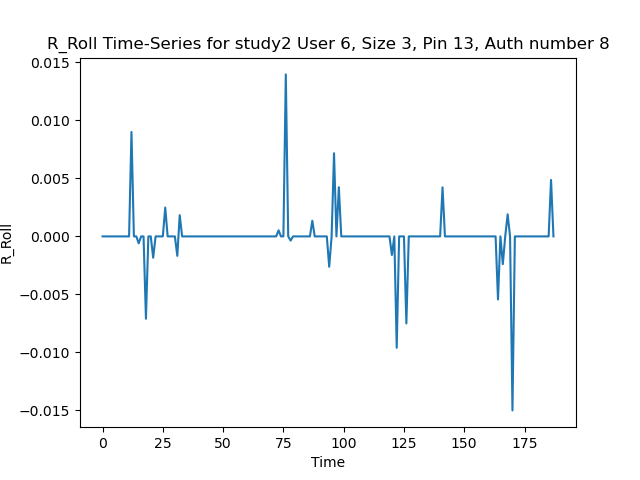 R_Roll Time-Series for study2 User 6, Size 3, Pin 13, Auth number 8
0.015
0.010
0.005
0.000
−0.005
−0.010
−0.015
R_Roll
0 25 50 75 100 125 150 175
Time